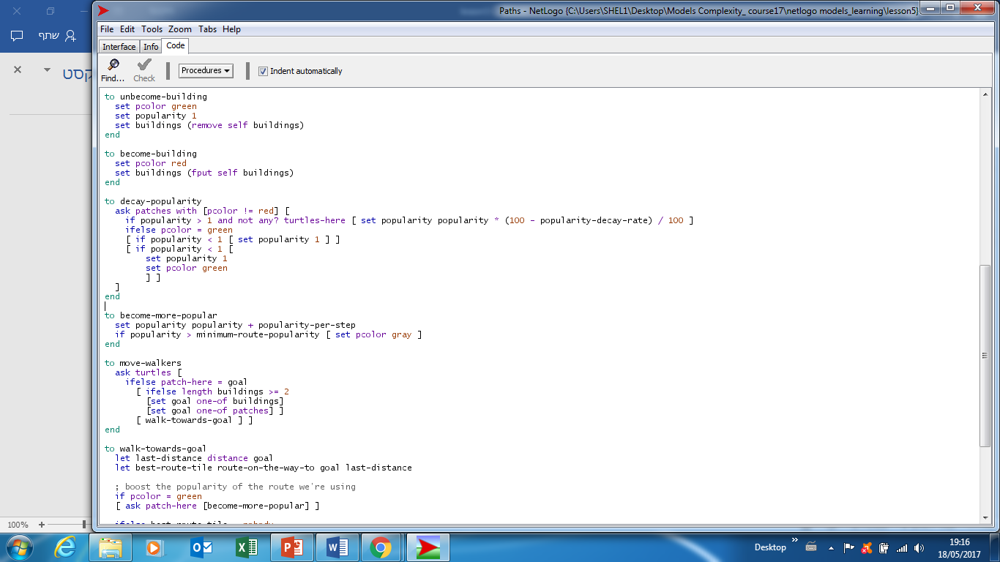 Paths - NetLogo {C:\Users\SHEL1\Desktop\Models Complexity_ course17\netlogo models_learning\lesson5}
File Edit Tools Zoom Tabs Help
שתף
Interface Info Code
Find... Check Procedures Indent automatically
to unbecome-building
  set pcolor green
  set popularity 1
  set buildings (remove self buildings)
end
to become-building
  set pcolor red
  set buildings (fput self buildings)
end
to decay-popularity
  ask patches with [pcolor != red] [
    if popularity > 1 and not any? turtles-here [ set popularity popularity * (100 - popularity-decay-rate) / 100 ]
    ifelse pcolor = green
    [ if popularity < 1 [ set popularity 1 ] ]
    [ if popularity < 1 [
        set popularity 1
        set pcolor green
        ] ]
  ]
end
to become-more-popular
  set popularity popularity + popularity-per-step
  if popularity > minimum-route-popularity [ set pcolor gray ]
end
to move-walkers
  ask turtles [
    ifelse patch-here = goal
      [ ifelse length buildings >= 2
        [set goal one-of buildings]
        [set goal one-of patches] ]
      [ walk-towards-goal ] ]
end
to walk-towards-goal
  let last-distance distance goal
  let best-route-tile route-on-the-way-to goal last-distance
  ; boost the popularity of the route we're using
  if pcolor = green
  [ ask patch-here [become-more-popular] ]
100%
Desktop
19:16
18/05/2017